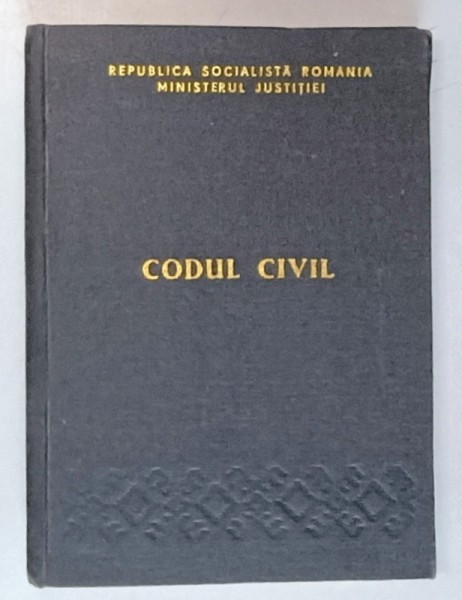 REPUBLICA SOCIALISTĂ ROMANIA
MINISTERUL JUSTIȚIEI
CODUL CIVIL